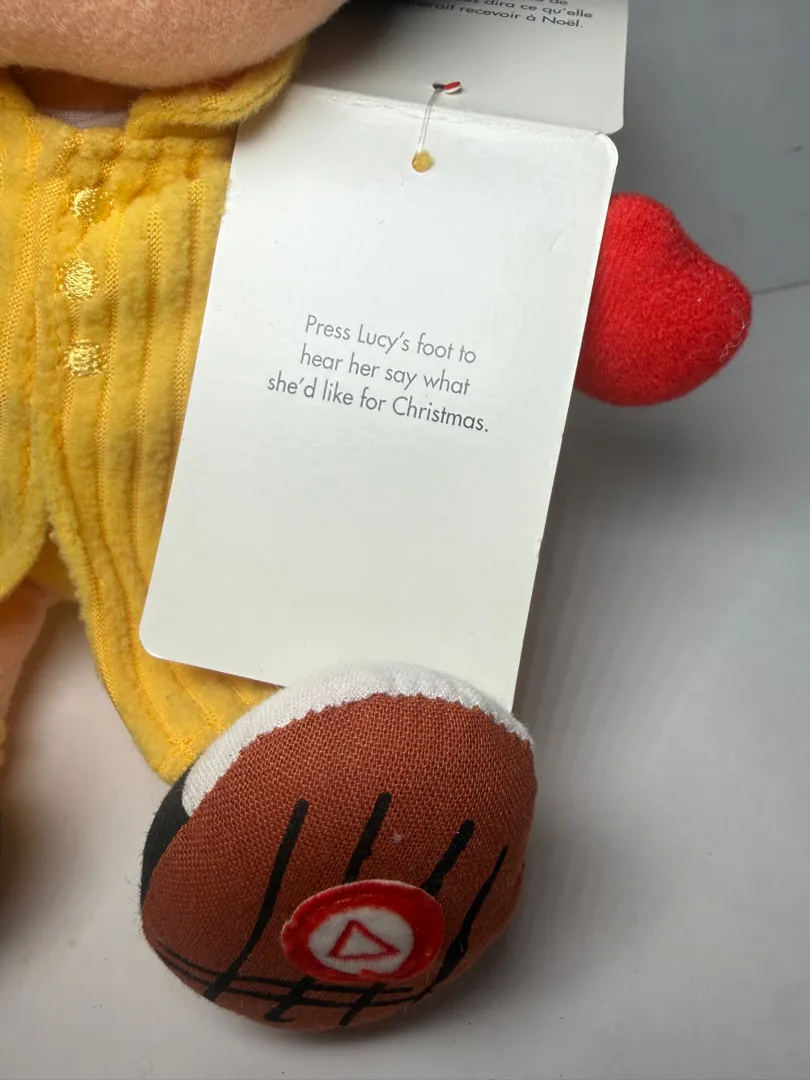 dira ce qu'elle
recevoir à Noël.
Press Lucy's foot to
hear her say what
she'd like for Christmas.